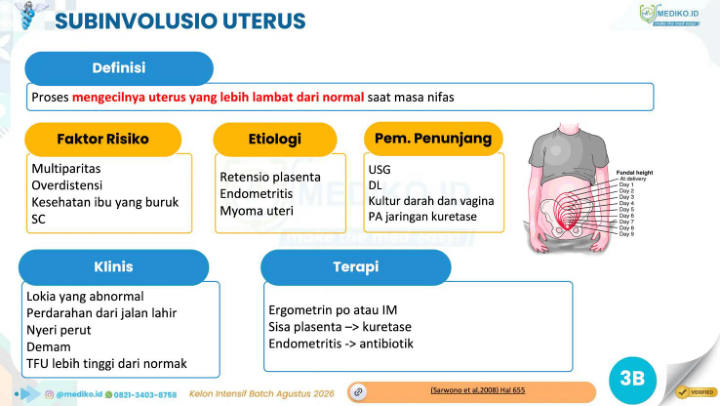 SUBINVOLUSIO UTERUS
MEDIKO.ID
Definisi
Proses mengecilnya uterus yang lebih lambat dari normal saat masa nifas
Faktor Risiko
Multiparitas
Overdistensi
Kesehatan ibu yang buruk
SC
Etiologi
Retensio plasenta
Endometritis
Myoma uteri
Pem. Penunjang
USG
DL
Kultur darah dan vagina
PA jaringan kuretase
Fundal height
At delivery
Day 1
Day 2
Day 3
Day 4
Day 5
Day 6
Day 7
Day 8
Day 9
MEDIKO.ID
Klinis
Lokia yang abnormal
Perdarahan dari jalan lahir
Nyeri perut
Demam
TFU lebih tinggi dari normak
Terapi
Ergometrin po atau IM
Sisa plasenta –> kuretase
Endometritis -> antibiotik
3B
@mediko.id 0821-3403-8758
Kelon Intensif Batch Agustus 2026
(Sarwono et al,2008) Hal 655
VERIFIED